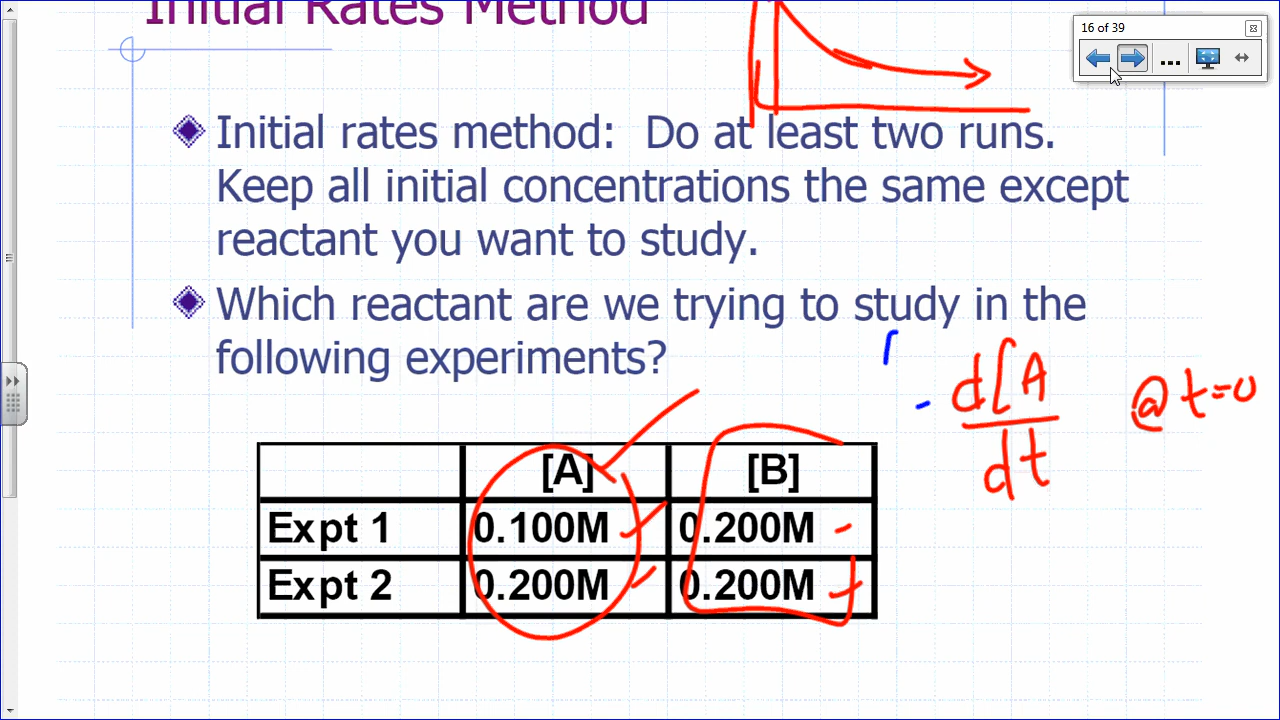 Initial Rates Method
16 of 39
Initial rates method: Do at least two runs.
Keep all initial concentrations the same except
reactant you want to study.
Which reactant are we trying to study in the
following experiments?
- d[A
dt
@ t=0
[A] [B]
Expt 1 0.100M 0.200M
Expt 2 0.200M 0.200M